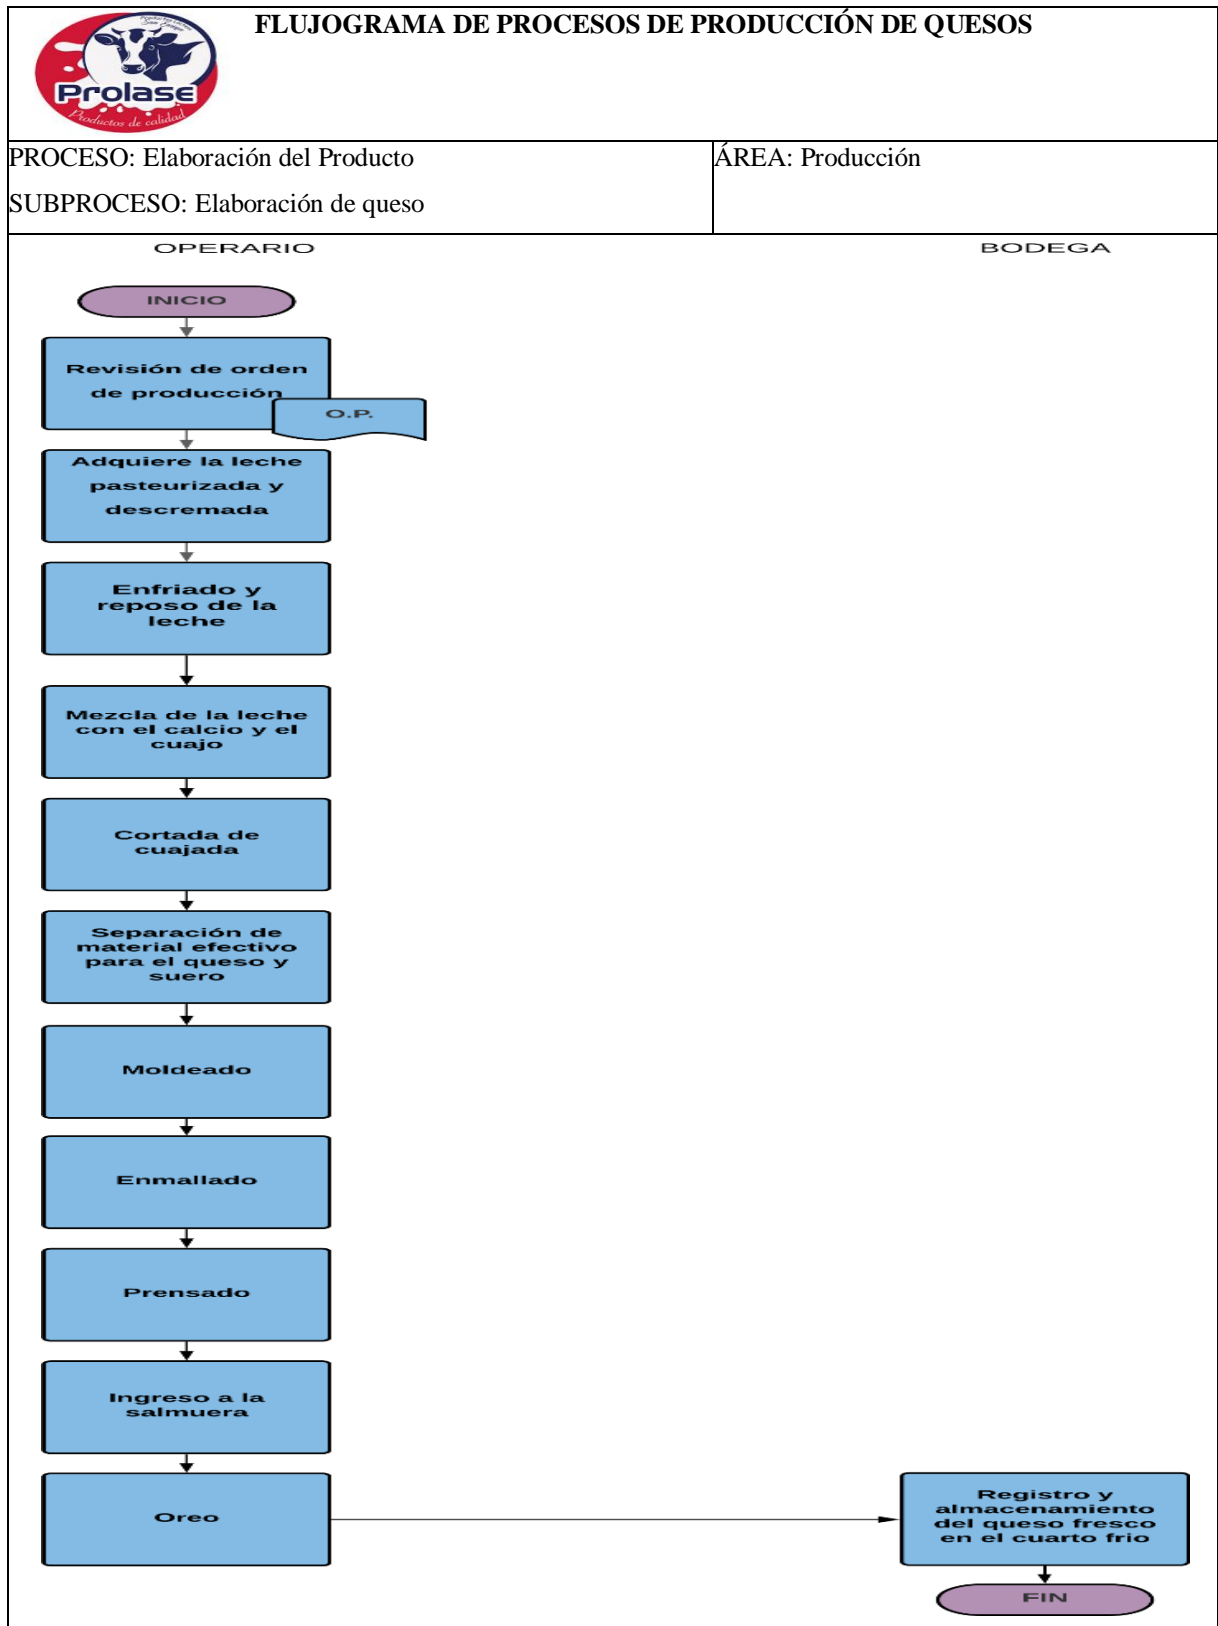 FLUJOGRAMA DE PROCESOS DE PRODUCCIÓN DE QUESOS
Prolase
Productos de calidad
PROCESO: Elaboración del Producto
SUBPROCESO: Elaboración de queso
ÁREA: Producción
OPERARIO
BODEGA
INICIO
Revisión de orden
de producción
O.P.
Adquiere la leche
pasteurizada y
descremada
Enfriado y
reposo de la
leche
Mezcla de la leche
con el calcio y el
cuajo
Cortada de
cuajada
Separación de
material efectivo
para el queso y
suero
Moldeado
Enmallado
Prensado
Ingreso a la
salmuera
Oreo
Registro y
almacenamiento
del queso fresco
en el cuarto frio
FIN